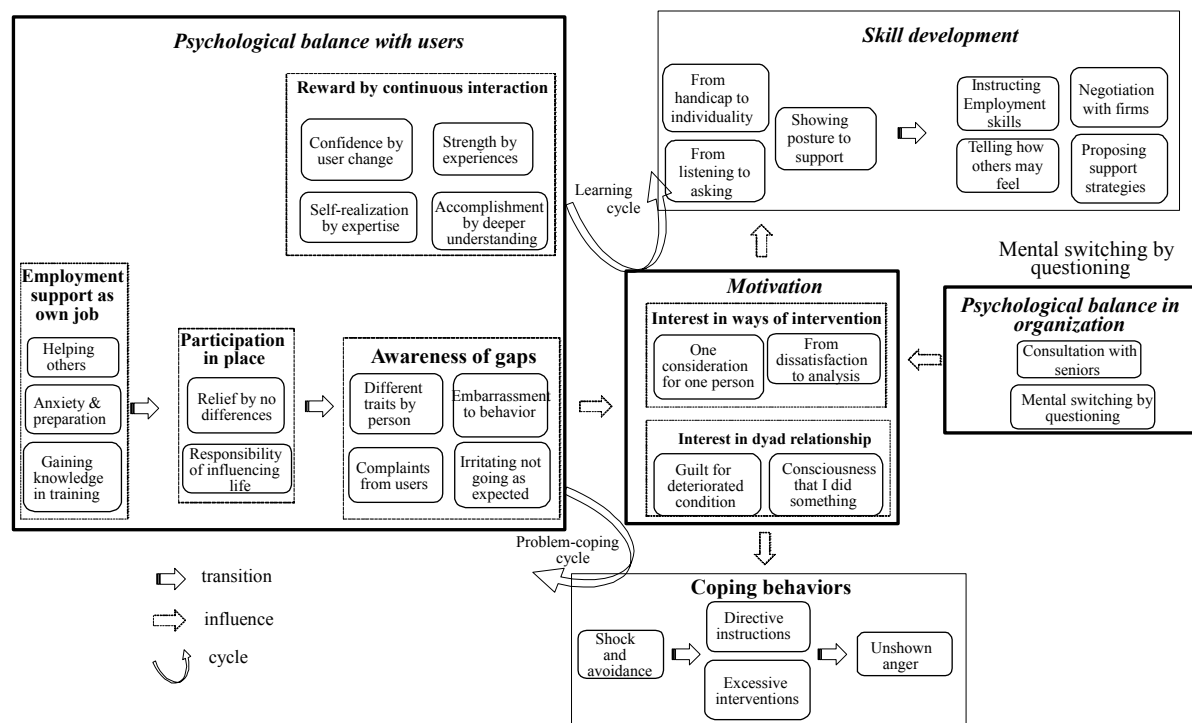 Psychological balance with users
Reward by continuous interaction
Confidence by
user change
Strength by
experiences
Self-realization
by expertise
Accomplishment
by deeper
understanding
Employment
support as
own job
Helping
others
Anxiety &
preparation
Gaining
knowledge
in training
Participation
in place
Relief by no
differences
Responsibility
of influencing
life
Awareness of gaps
Different
traits by
person
Embarrassment
to behavior
Complaints
from users
Irritating not
going as
expected
Skill development
From
handicap to
individuality
From
listening to
asking
Showing
posture to
support
Instructing
Employment
skills
Negotiation
with firms
Telling how
others may
feel
Proposing
support
strategies
Learning
cycle
Motivation
Interest in ways of intervention
One
consideration
for one person
From
dissatisfaction
to analysis
Interest in dyad relationship
Guilt for
deteriorated
condition
Consciousness
that I did
something
Mental switching by
questioning
Psychological balance in
organization
Consultation with
seniors
Mental switching by
questioning
Problem-coping
cycle
Coping behaviors
Shock
and
avoidance
Directive
instructions
Excessive
interventions
Unshown
anger
transition
influence
cycle